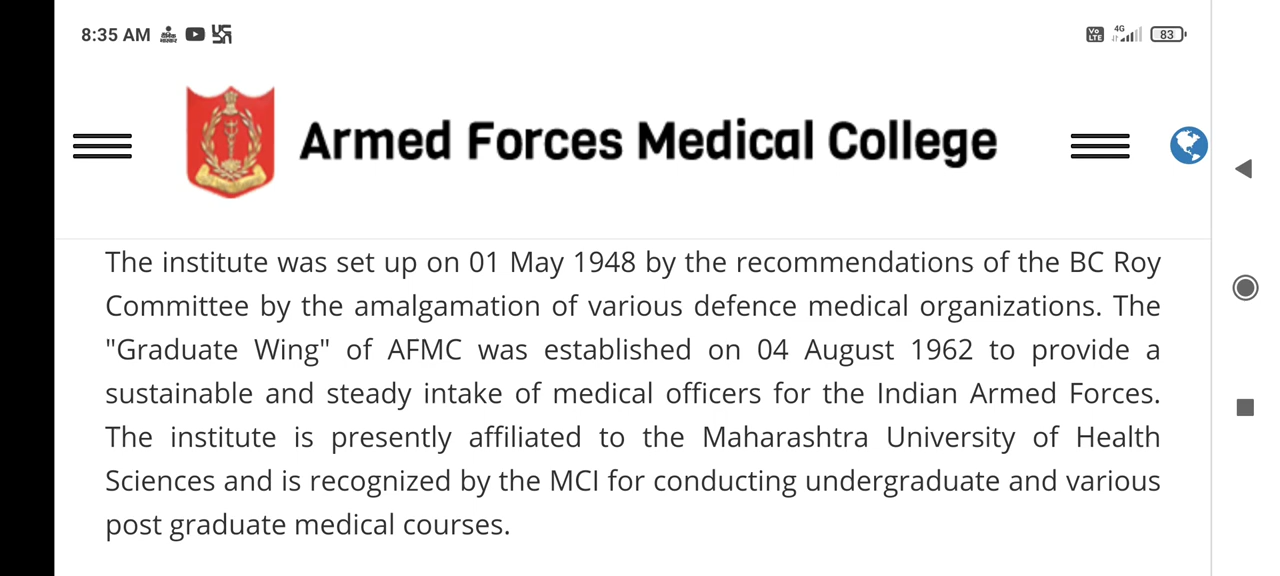 8:35 AM
Vo LTE 4G 83
Armed Forces Medical College
The institute was set up on 01 May 1948 by the recommendations of the BC Roy
Committee by the amalgamation of various defence medical organizations. The
"Graduate Wing" of AFMC was established on 04 August 1962 to provide a
sustainable and steady intake of medical officers for the Indian Armed Forces.
The institute is presently affiliated to the Maharashtra University of Health
Sciences and is recognized by the MCI for conducting undergraduate and various
post graduate medical courses.